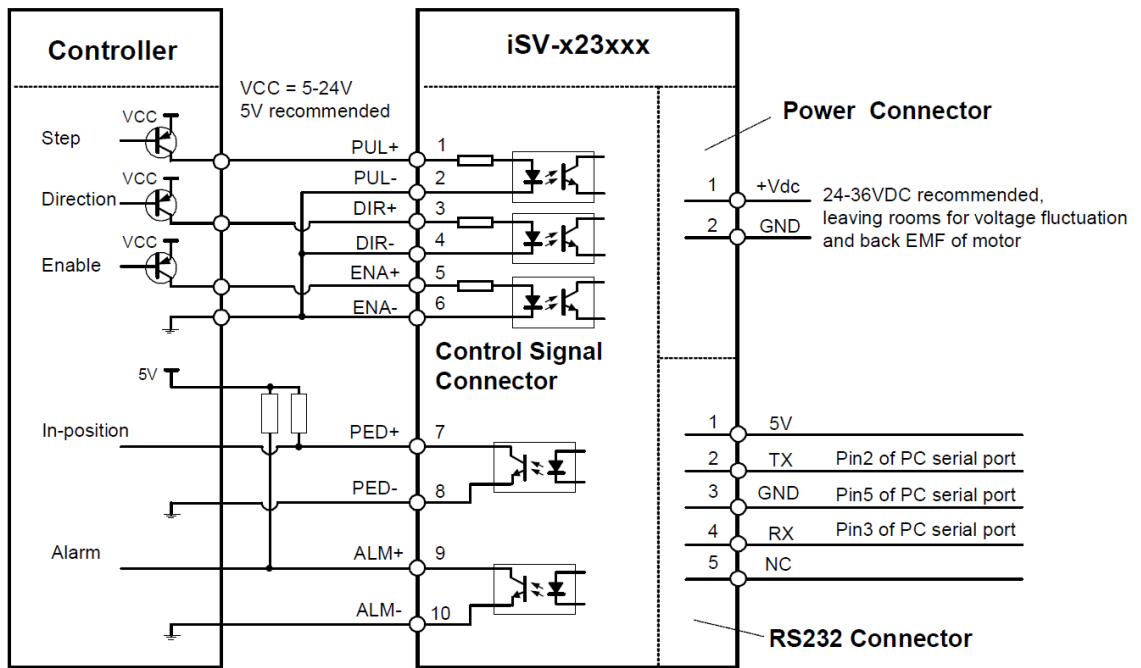 Controller
iSV-x23xxx
VCC = 5-24V
5V recommended
Power Connector
VCC
Step
PUL+
1
PUL-
2
VCC
Direction
DIR+
3
DIR-
4
VCC
Enable
ENA+
5
ENA-
6
1
+Vdc
24-36VDC recommended,
leaving rooms for voltage fluctuation
2
GND
and back EMF of motor
Control Signal
Connector
5V
In-position
PED+
7
PED-
8
Alarm
ALM+
9
ALM-
10
1
5V
2
TX
Pin2 of PC serial port
3
GND
Pin5 of PC serial port
4
RX
Pin3 of PC serial port
5
NC
RS232 Connector